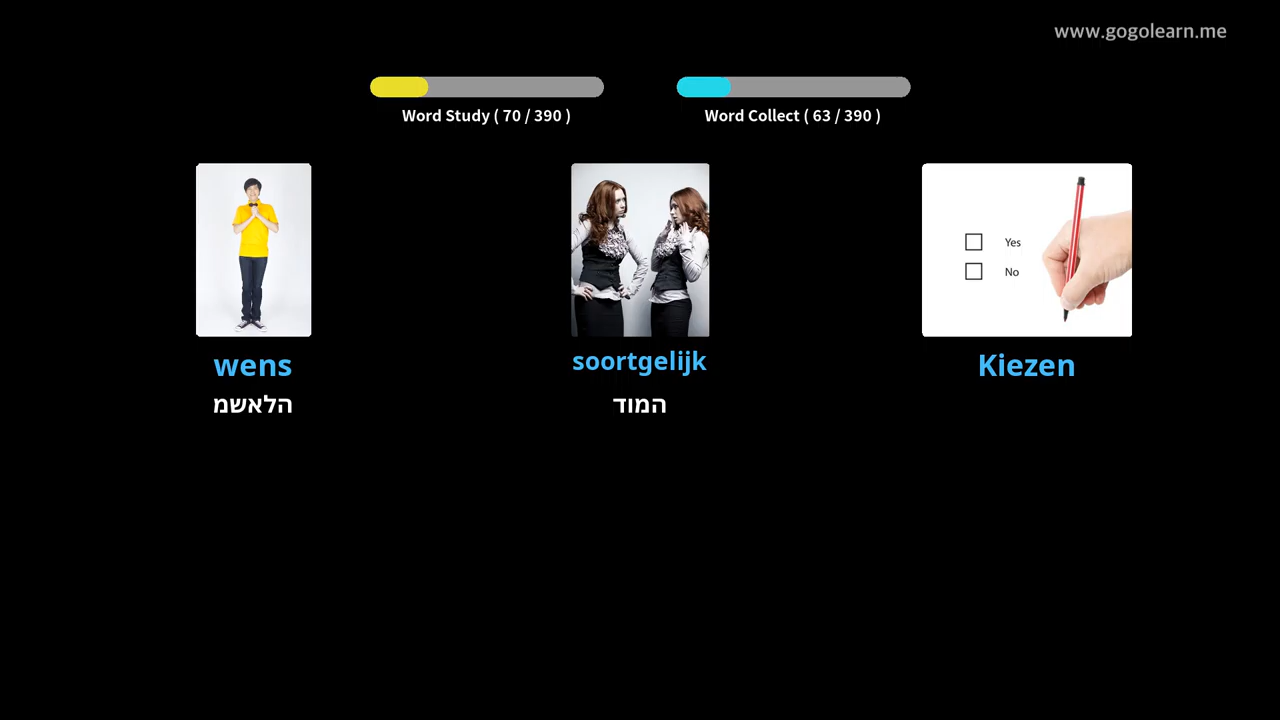 www.gogolearn.me
Word Study ( 70 / 390 )
Word Collect ( 63 / 390 )
Yes
No
wens
soortgelijk
Kiezen
הלאשמ
המוד